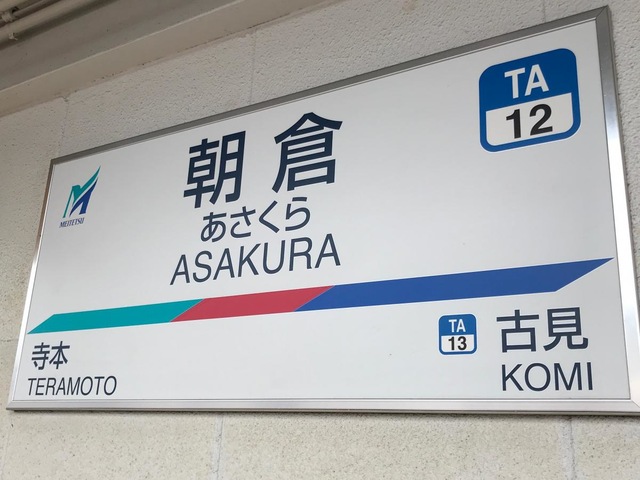 TA
12
朝倉
あさくら
ASAKURA
MEITETSU
寺本
TERAMOTO
TA
13
古見
KOMI